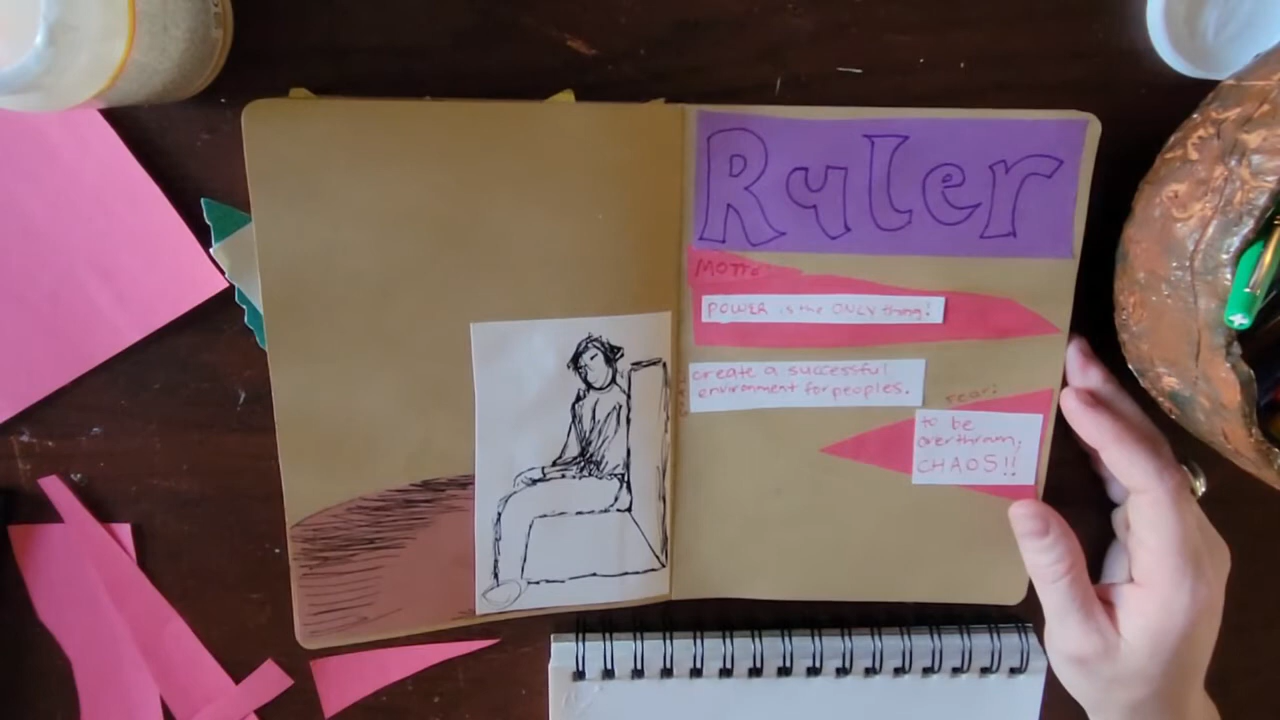 Ruler
MOTTO
POWER is the ONLY thing!
create a successful
environment for peoples.
fear:
to be
overthrown,
CHAOS!!